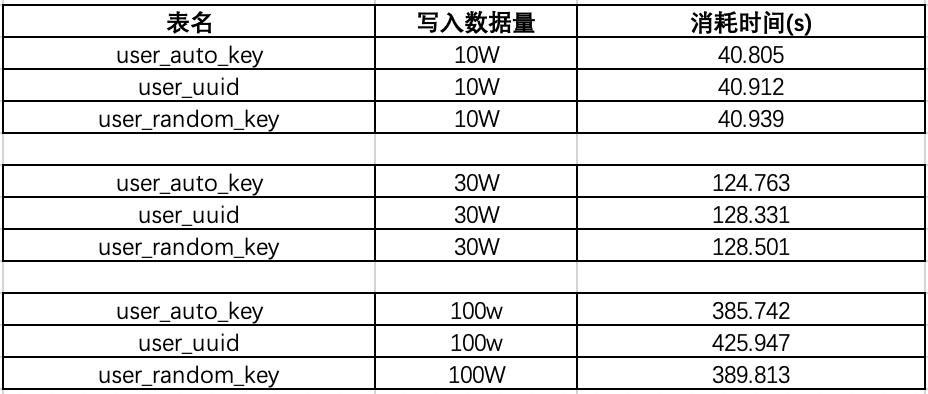 表名 写入数据量 消耗时间(s)
user_auto_key 10W 40.805
user_uuid 10W 40.912
user_random_key 10W 40.939
user_auto_key 30W 124.763
user_uuid 30W 128.331
user_random_key 30W 128.501
user_auto_key 100w 385.742
user_uuid 100w 425.947
user_random_key 100W 389.813